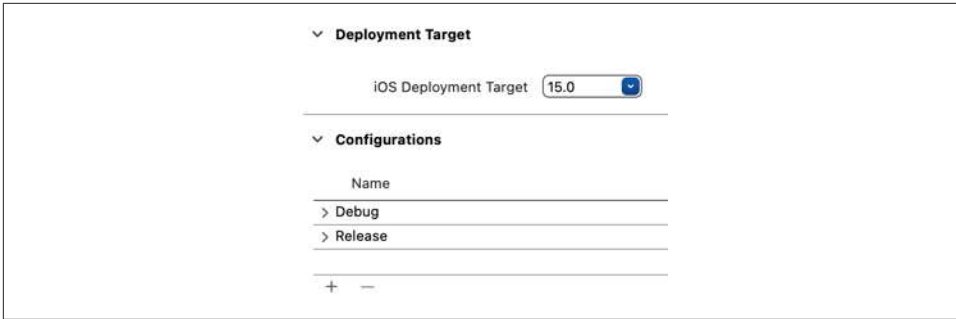 Deployment Target
iOS Deployment Target 15.0
Configurations
Name
Debug
Release